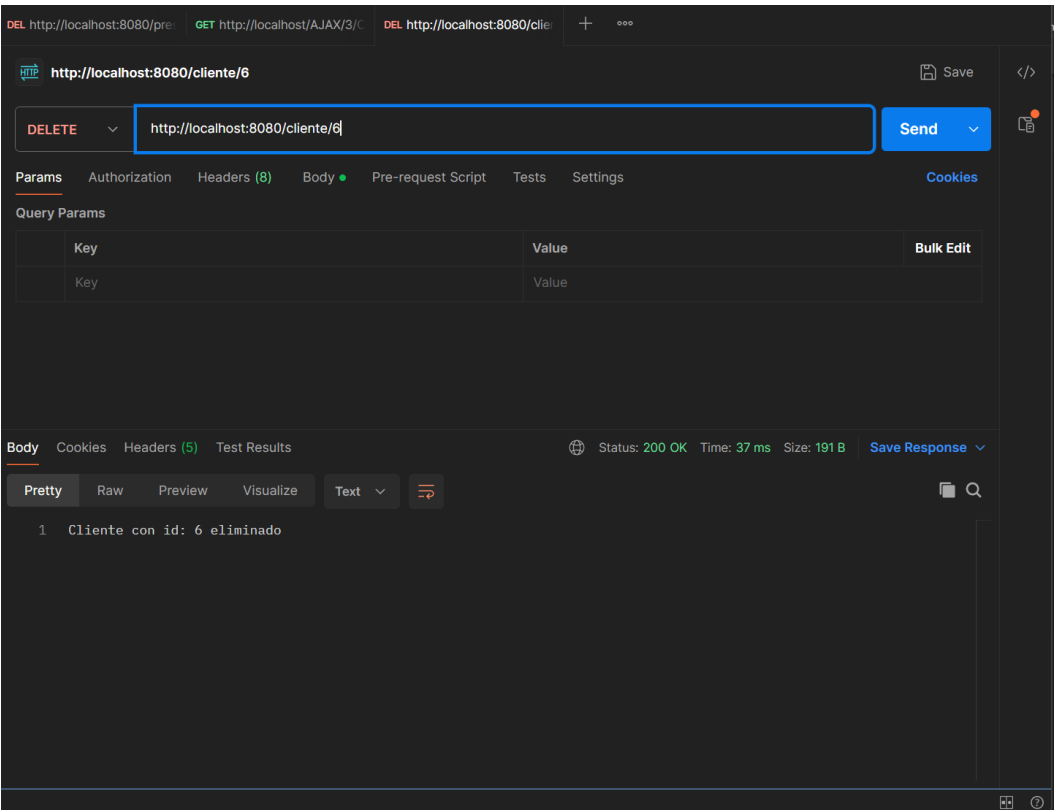 DEL http://localhost:8080/pre GET http://localhost/AJAX/3/C DEL http://localhost:8080/clie
HTTP http://localhost:8080/cliente/6 Save
DELETE http://localhost:8080/cliente/6 Send
Params Authorization Headers (8) Body Pre-request Script Tests Settings Cookies
Query Params
Key Value Bulk Edit
Key Value
Body Cookies Headers (5) Test Results Status: 200 OK Time: 37 ms Size: 191 B Save Response
Pretty Raw Preview Visualize Text
1 Cliente con id: 6 eliminado